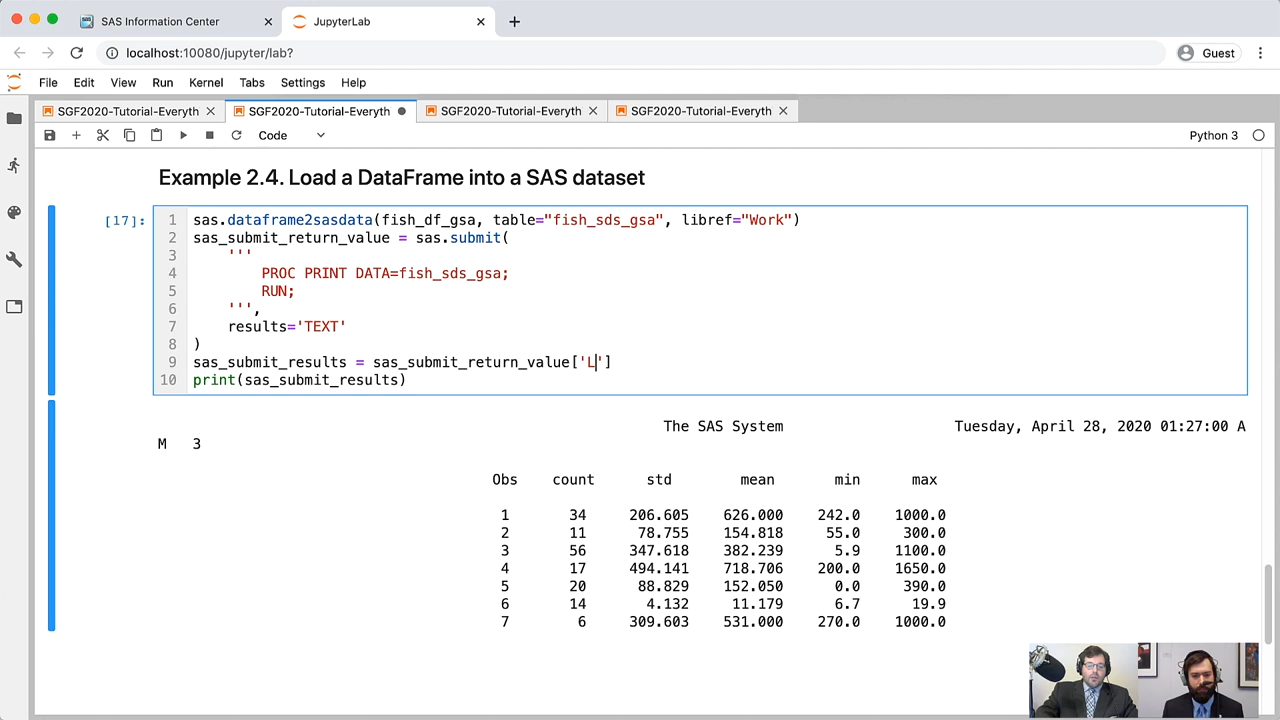 SAS Information Center
JupyterLab
localhost:10080/jupyter/lab?
Guest
File Edit View Run Kernel Tabs Settings Help
SGF2020-Tutorial-Everyth SGF2020-Tutorial-Everyth SGF2020-Tutorial-Everyth SGF2020-Tutorial-Everyth
Code
Python 3
Example 2.4. Load a DataFrame into a SAS dataset
[17]:
1 sas.dataframe2sasdata(fish_df_gsa, table="fish_sds_gsa", libref="Work")
2 sas_submit_return_value = sas.submit(
3 '''
4 PROC PRINT DATA=fish_sds_gsa;
5 RUN;
6 ''',
7 results='TEXT'
8 )
9 sas_submit_results = sas_submit_return_value['L']
10 print(sas_submit_results)
The SAS System Tuesday, April 28, 2020 01:27:00 A
M 3
Obs count std mean min max
1 34 206.605 626.000 242.0 1000.0
2 11 78.755 154.818 55.0 300.0
3 56 347.618 382.239 5.9 1100.0
4 17 494.141 718.706 200.0 1650.0
5 20 88.829 152.050 0.0 390.0
6 14 4.132 11.179 6.7 19.9
7 6 309.603 531.000 270.0 1000.0